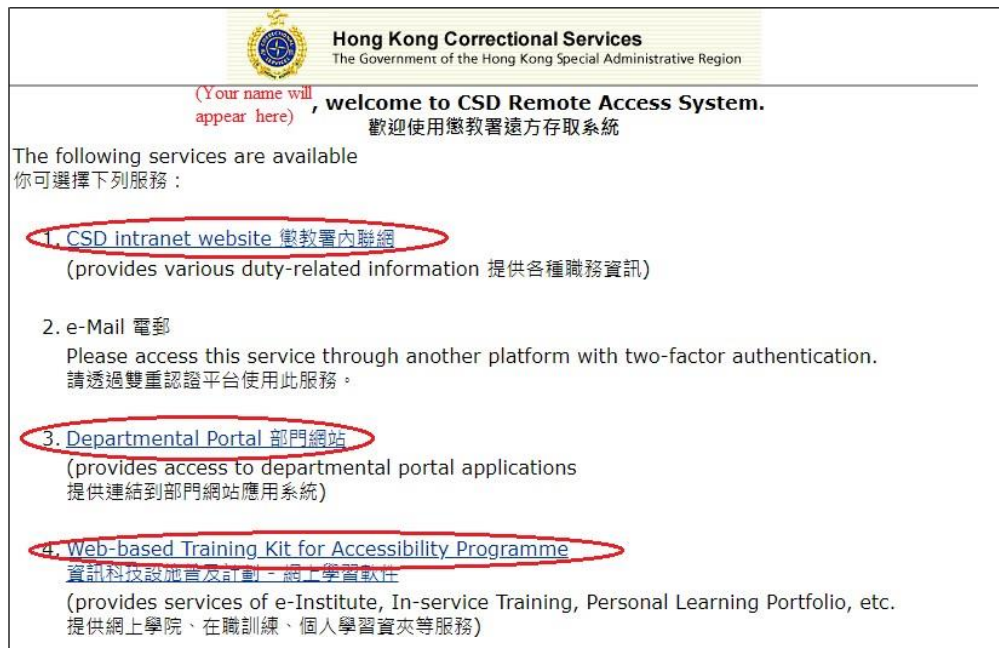 Hong Kong Correctional Services
The Government of the Hong Kong Special Administrative Region
(Your name will
appear here)
, welcome to CSD Remote Access System.
歡迎使用懲教署遠方存取系統
The following services are available
你可選擇下列服務：
1. CSD intranet website 懲教署內聯網
(provides various duty-related information 提供各種職務資訊)
2. e-Mail 電郵
Please access this service through another platform with two-factor authentication.
請透過雙重認證平台使用此服務。
3. Departmental Portal 部門網站
(provides access to departmental portal applications
提供連結到部門網站應用系統)
4. Web-based Training Kit for Accessibility Programme
資訊科技設施普及計劃 - 網上學習軟件
(provides services of e-Institute, In-service Training, Personal Learning Portfolio, etc.
提供網上學院、在職訓練、個人學習資夾等服務)